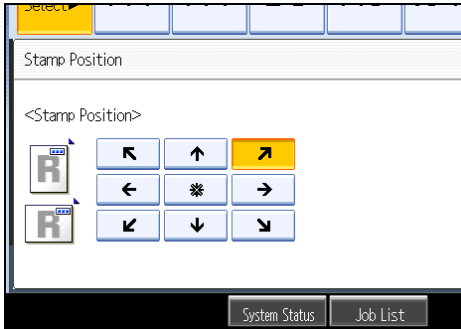 Select►
Stamp Position
<Stamp Position>
R
R
System Status Job List